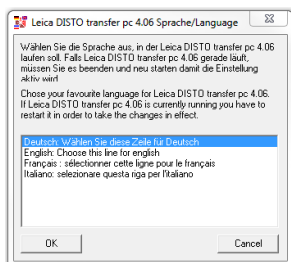 Leica DISTO transfer pc 4.06 Sprache/Language
Wählen Sie die Sprache aus, in der Leica DISTO transfer pc 4.06
laufen soll. Falls Leica DISTO transfer pc 4.06 gerade läuft,
müssen Sie es beenden und neu starten damit die Einstellung
aktiv wird.
Chose your favourite language for Leica DISTO transfer pc 4.06.
If Leica DISTO transfer pc 4.06 is currently running you have to
restart it in order to take the changes in effect.
Deutsch: Wählen Sie diese Zeile für Deutsch
English: Choose this line for english
Français : sélectionner cette ligne pour le français
Italiano: selezionare questa riga per l'italiano
OK
Cancel